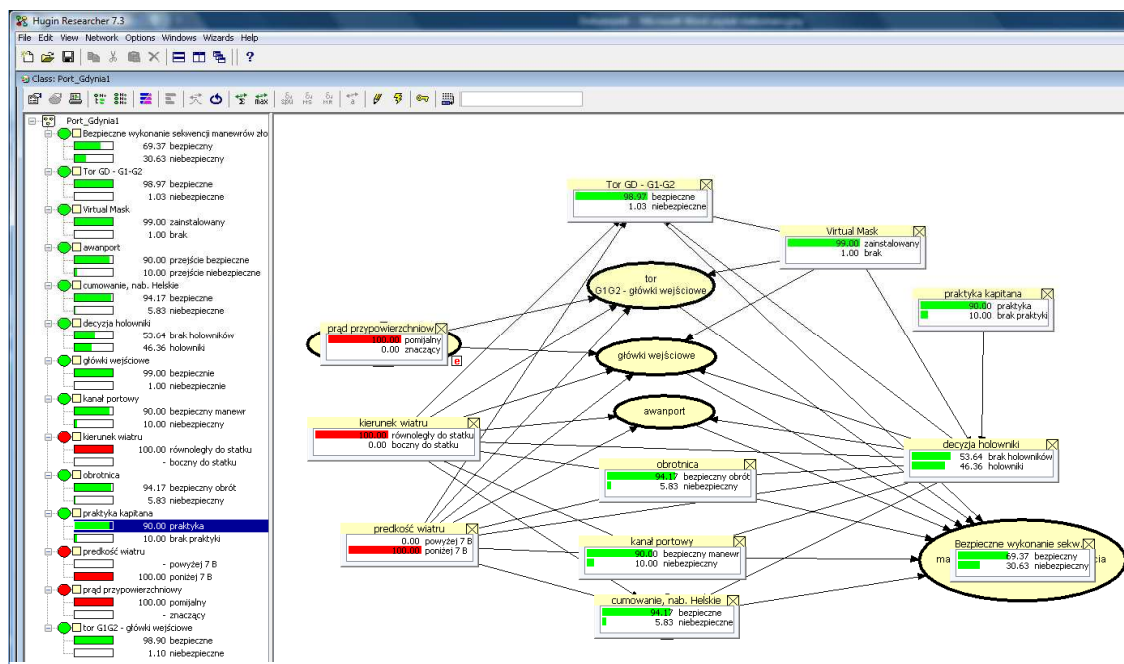 Hugin Researcher 7.3
File Edit View Network Options Windows Wizards Help
Class: Port_Gdynia1
Port_Gdynia1
Bezpieczne wykonanie sekwencji manewrów zło
69.37 bezpieczny
30.63 niebezpieczny
Tor GD - G1-G2
98.97 bezpieczne
1.03 niebezpieczne
Virtual Mask
99.00 zainstalowany
1.00 brak
awanport
90.00 przejście bezpieczne
10.00 przejście niebezpieczne
cumowanie, nab. Helskie
94.17 bezpieczne
5.83 niebezpieczne
decyzja holowniki
53.64 brak holowników
46.36 holowniki
główki wejściowe
99.00 bezpiecznie
1.00 niebezpiecznie
kanał portowy
90.00 bezpieczny manewr
10.00 niebezpieczny
kierunek wiatru
100.00 równoległy do statku
- boczny do statku
obrotnica
94.17 bezpieczny obrót
5.83 niebezpieczny
praktyka kapitana
90.00 praktyka
10.00 brak praktyki
predkość wiatru
- powyżej 7 B
100.00 poniżej 7 B
prąd przypowierzchniowy
100.00 pomijalny
- znaczący
tor G1G2 - główki wejściowe
98.90 bezpieczne
1.10 niebezpieczne
Tor GD - G1-G2
98.97 bezpieczne
1.03 niebezpieczne
Virtual Mask
99.00 zainstalowany
1.00 brak
tor
G1G2 - główki wejściowe
praktyka kapitana
90.00 praktyka
10.00 brak praktyki
prąd przypowierzchniow
100.00 pomijalny
0.00 znaczący
e
główki wejściowe
awanport
kierunek wiatru
100.00 równoległy do statku
0.00 boczny do statku
decyzja holowniki
53.64 brak holowników
46.36 holowniki
obrotnica
94.17 bezpieczny obrót
5.83 niebezpieczny
predkość wiatru
0.00 powyżej 7 B
100.00 poniżej 7 B
kanał portowy
90.00 bezpieczny manewr
10.00 niebezpieczny
Bezpieczne wykonanie sekw.
69.37 bezpieczny
30.63 niebezpieczny
ma
cia
cumowanie, nab. Helskie
94.17 bezpieczne
5.83 niebezpieczne